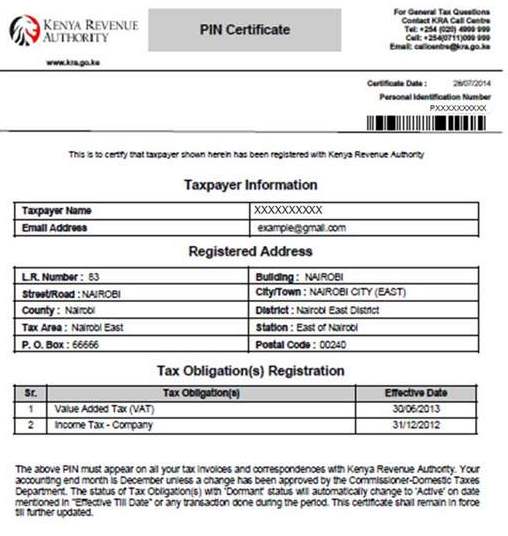 KENYA REVENUE
AUTHORITY
www.kra.go.ke
PIN Certificate
For General Tax Questions
Contact KRA Call Centre
Tel: +254 (020) 4999 999
Cell: +254(0711)099 999
Email: callcentre@kra.go.ke
Certificate Date : 28/07/2014
Personal Identification Number
PXXXXXXXXXX
This is to certify that taxpayer shown herein has been registered with Kenya Revenue Authority
Taxpayer Information
Taxpayer Name XXXXXXXXXX
Email Address example@gmail.com
Registered Address
L.R. Number : 83 Building : NAIROBI
Street/Road : NAIROBI City/Town : NAIROBI CITY (EAST)
County : Nairobi District : Nairobi East District
Tax Area : Nairobi East Station : East of Nairobi
P. O. Box : 66666 Postal Code : 00240
Tax Obligation(s) Registration
Sr. Tax Obligation(s) Effective Date
1 Value Added Tax (VAT) 30/06/2013
2 Income Tax - Company 31/12/2012
The above PIN must appear on all your tax invoices and correspondences with Kenya Revenue Authority. Your
accounting end month is December unless a change has been approved by the Commissioner-Domestic Taxes
Department. The status of Tax Obligation(s) with 'Dormant' status will automatically change to 'Active' on date
mentioned in "Effective Till Date" or any transaction done during the period. This certificate shall remain in force
till further updated.